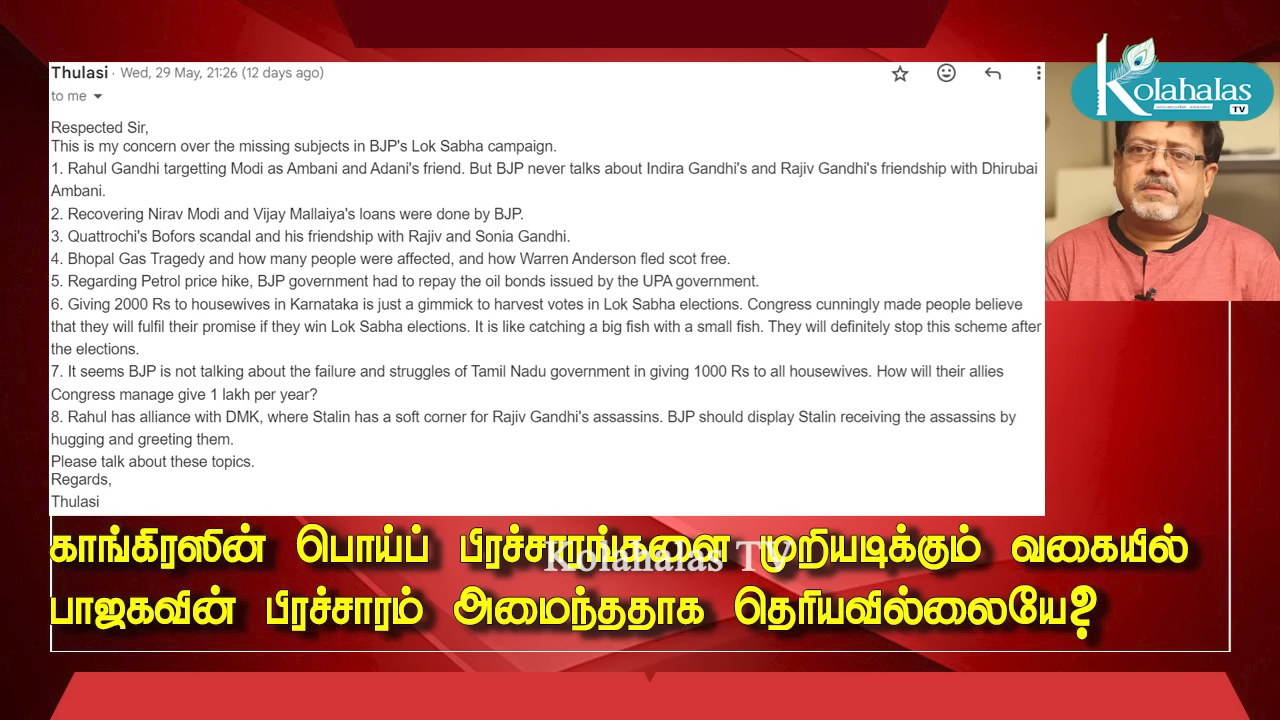 Thulasi · Wed, 29 May, 21:26 (12 days ago)
to me
Kolahalas
TV
Respected Sir,
This is my concern over the missing subjects in BJP's Lok Sabha campaign.
1. Rahul Gandhi targetting Modi as Ambani and Adani's friend. But BJP never talks about Indira Gandhi's and Rajiv Gandhi's friendship with Dhirubai
Ambani.
2. Recovering Nirav Modi and Vijay Mallaiya's loans were done by BJP.
3. Quattrochi's Bofors scandal and his friendship with Rajiv and Sonia Gandhi.
4. Bhopal Gas Tragedy and how many people were affected, and how Warren Anderson fled scot free.
5. Regarding Petrol price hike, BJP government had to repay the oil bonds issued by the UPA government.
6. Giving 2000 Rs to housewives in Karnataka is just a gimmick to harvest votes in Lok Sabha elections. Congress cunningly made people believe
that they will fulfil their promise if they win Lok Sabha elections. It is like catching a big fish with a small fish. They will definitely stop this scheme after
the elections.
7. It seems BJP is not talking about the failure and struggles of Tamil Nadu government in giving 1000 Rs to all housewives. How will their allies
Congress manage give 1 lakh per year?
8. Rahul has alliance with DMK, where Stalin has a soft corner for Rajiv Gandhi's assassins. BJP should display Stalin receiving the assassins by
hugging and greeting them.
Please talk about these topics.
Regards,
Thulasi
காங்கிரஸின் பொய்ப் பிரச்சாரங்களை முறியடிக்கும் வகையில்
Kolahalas TV
பாஜகவின் பிரச்சாரம் அமைந்ததாக தெரியவில்லையே?